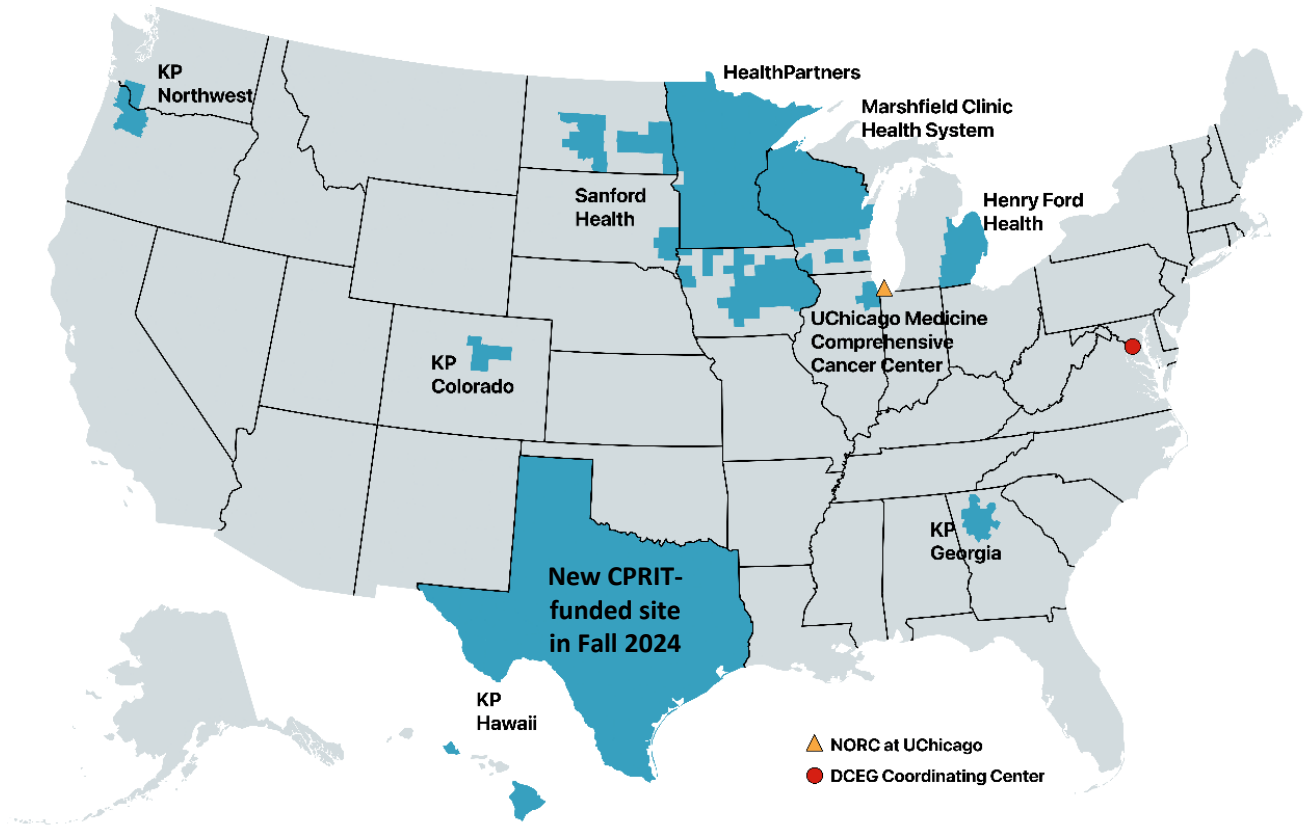 KP
Northwest
HealthPartners
Marshfield Clinic
Health System
Sanford
Health
Henry Ford
Health
UChicago Medicine
Comprehensive
Cancer Center
KP
Colorado
KP
Georgia
New CPRIT-
funded site
in Fall 2024
KP
Hawaii
NORC at UChicago
DCEG Coordinating Center